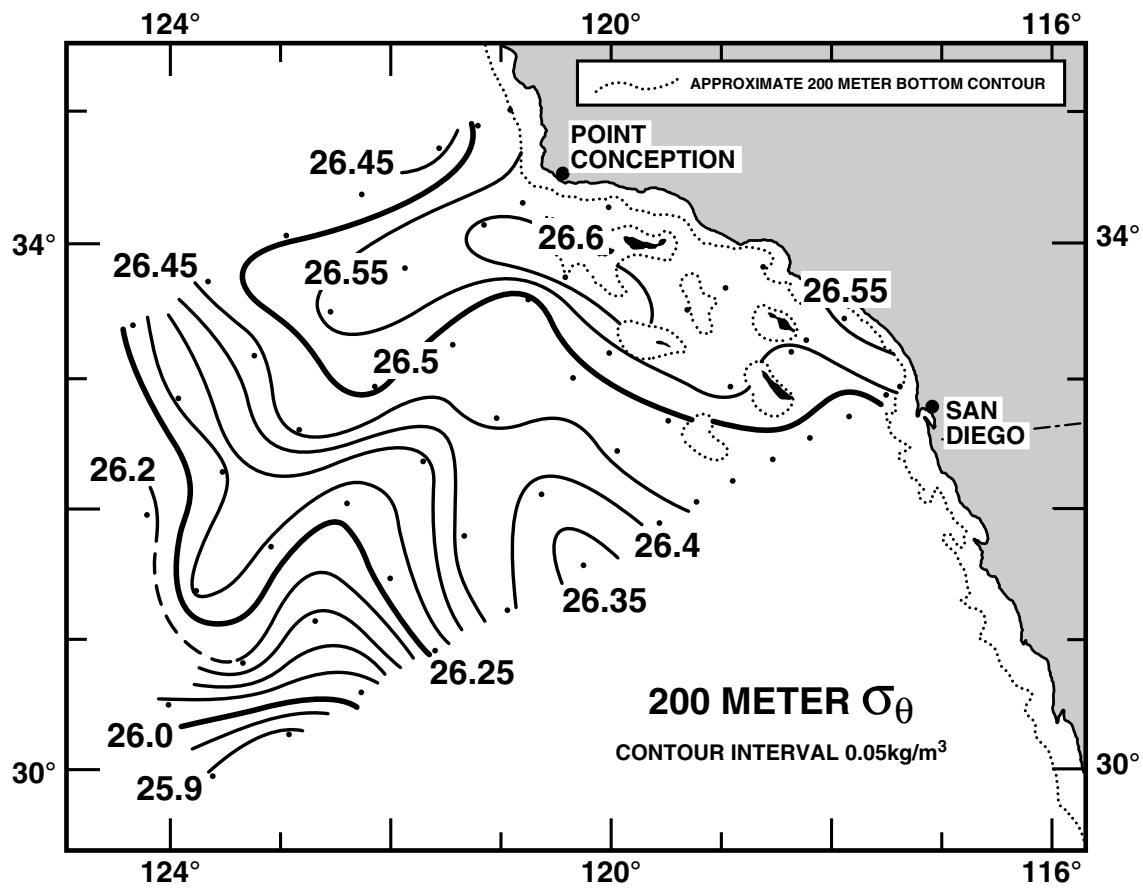 124° 120° 116°
APPROXIMATE 200 METER BOTTOM CONTOUR
POINT
CONCEPTION
26.45
34° 34°
26.6
26.45
26.55
26.55
26.5
SAN
DIEGO
26.2
26.4
26.35
26.25
200 METER σθ
26.0
CONTOUR INTERVAL 0.05kg/m³
30° 30°
25.9
124° 120° 116°